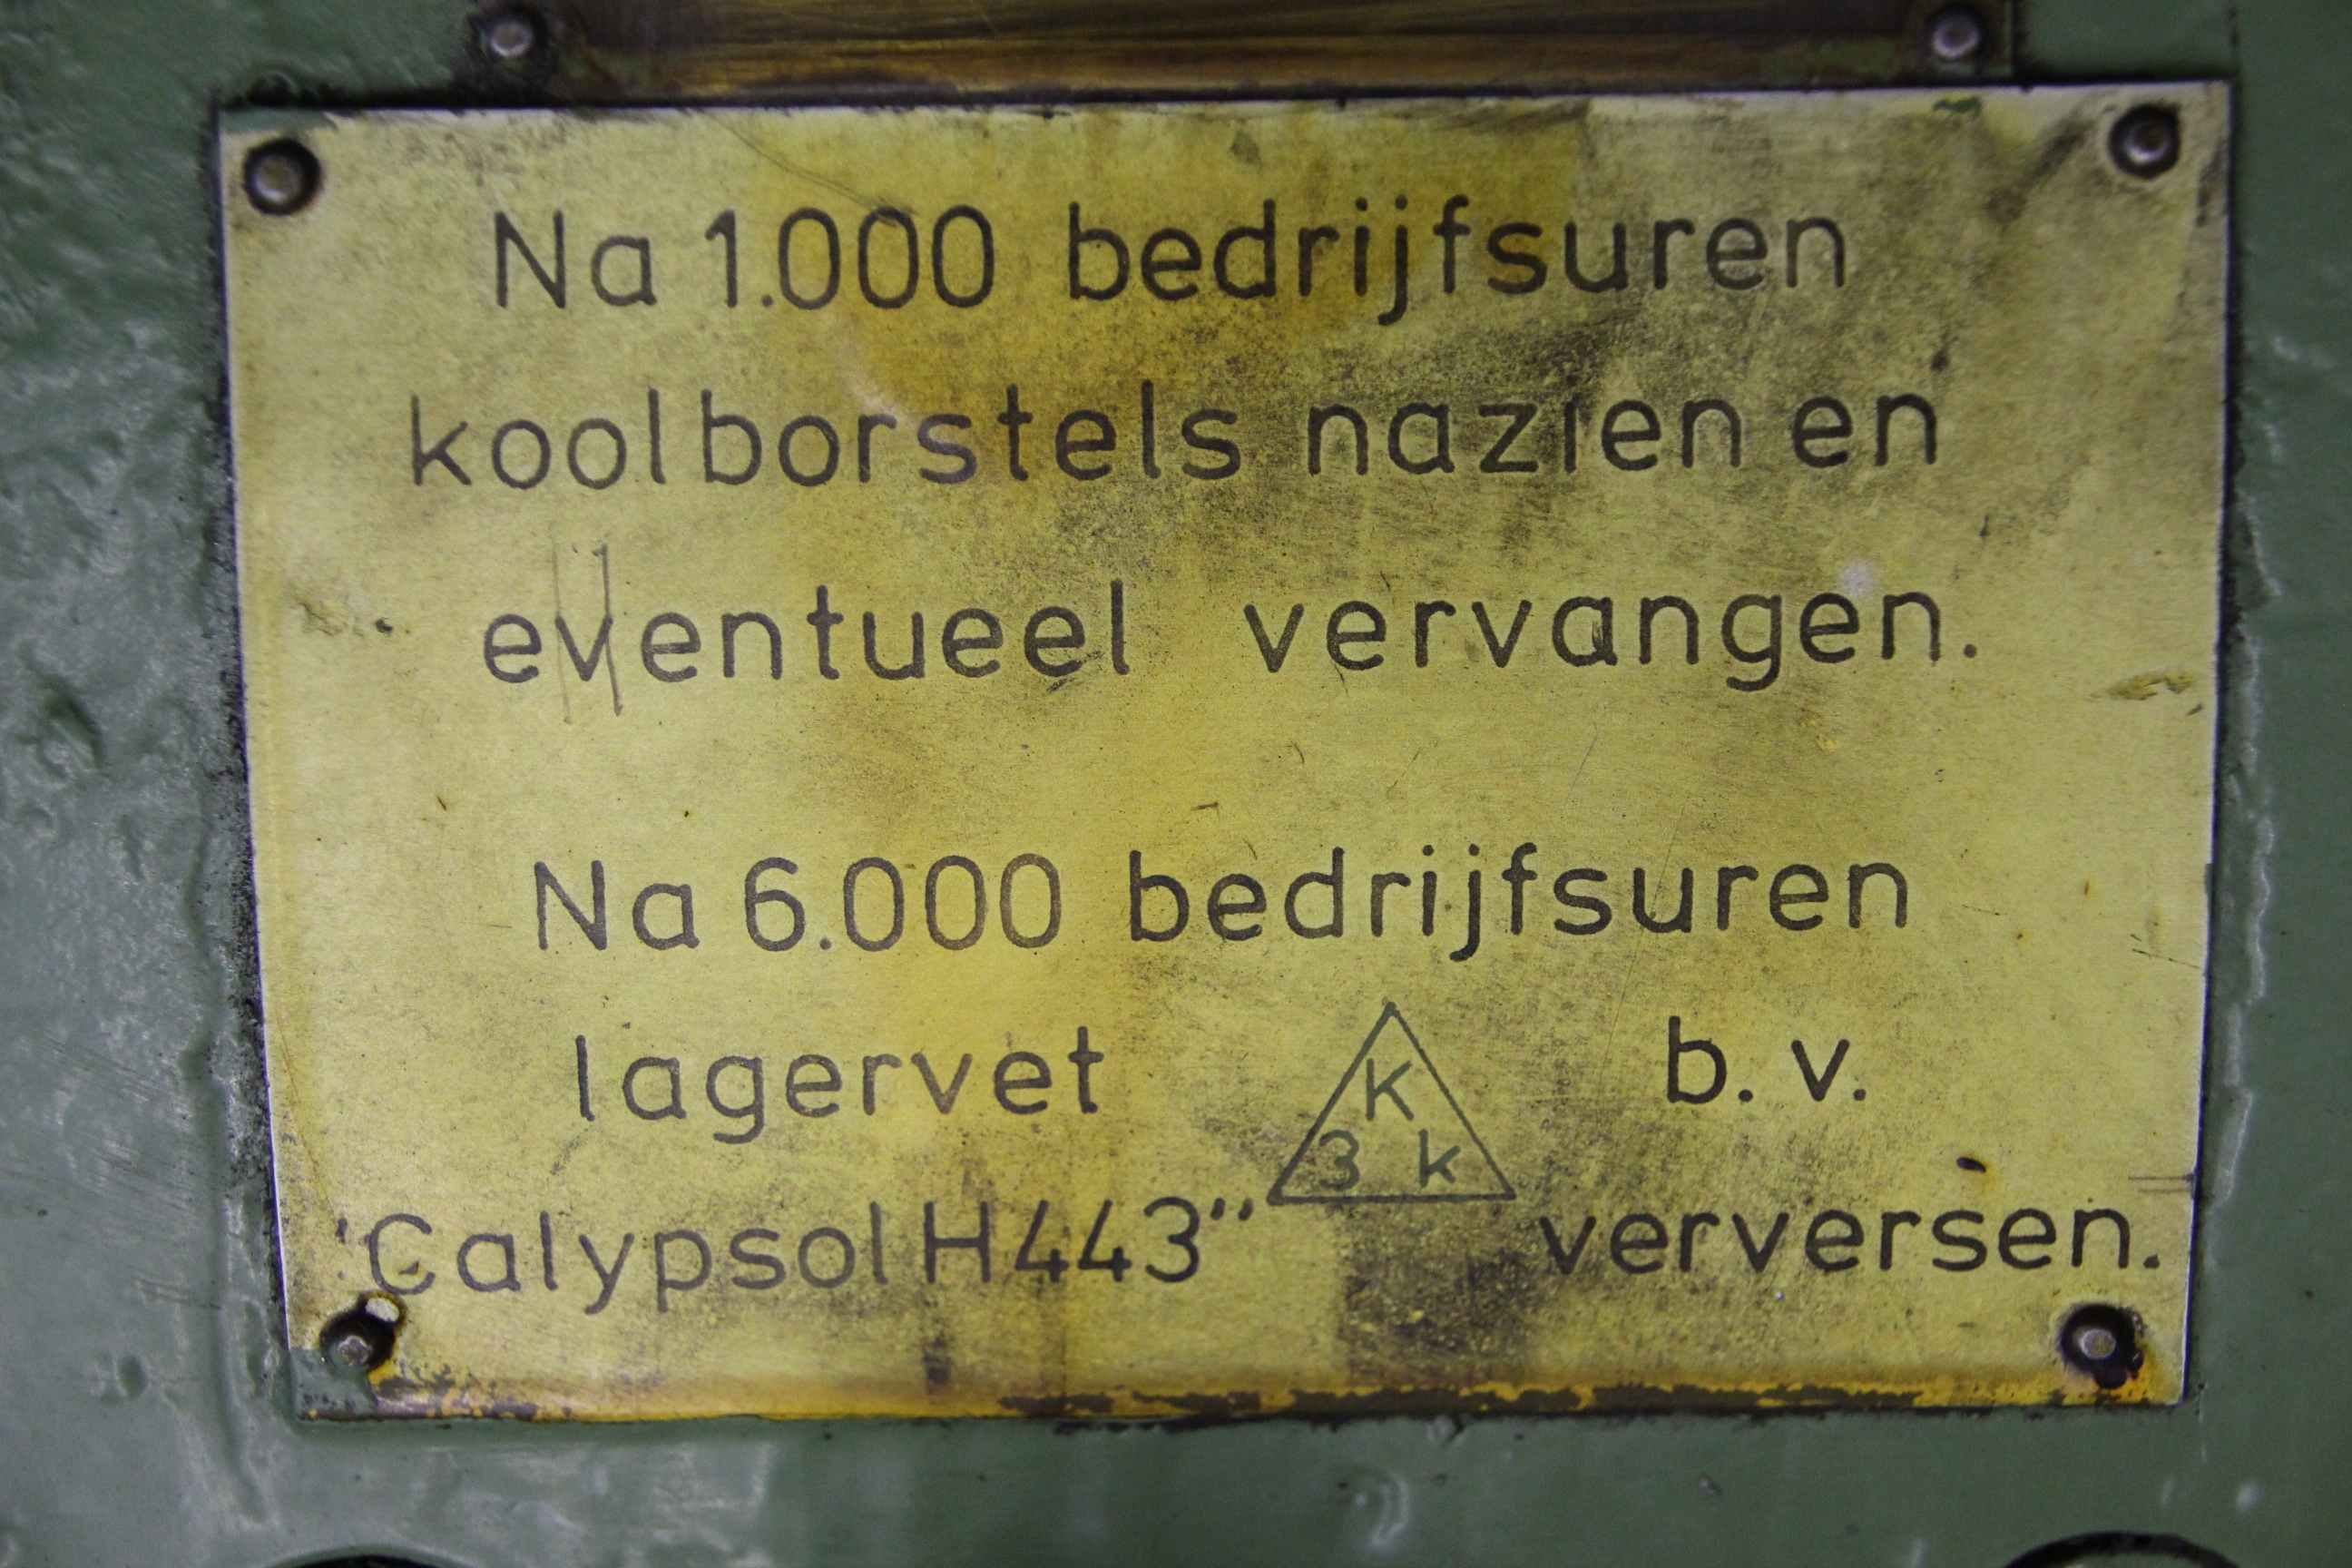 Na 1.000 bedrijfsuren
koolborstels nazien en
eventueel vervangen.
Na 6.000 bedrijfsuren
lagervet b.v.
K
3 k
"Calypsol H443" verversen.